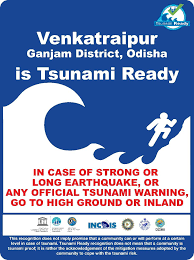 Tsunami Ready
Venkatraipur
Ganjam District, Odisha
is Tsunami Ready
IN CASE OF STRONG OR
LONG EARTHQUAKE, OR
ANY OFFICIAL TSUNAMI WARNING,
GO TO HIGH GROUND OR INLAND
INCOIS
This recognition does not imply promise that a community can or will perform at a certain
level in case of tsunami. Tsunami Ready recognition does not mean that a community is
tsunami proof; it is rather the acknowledgement of the mitigation measures adopted by the
community to cope with the tsunami risk.